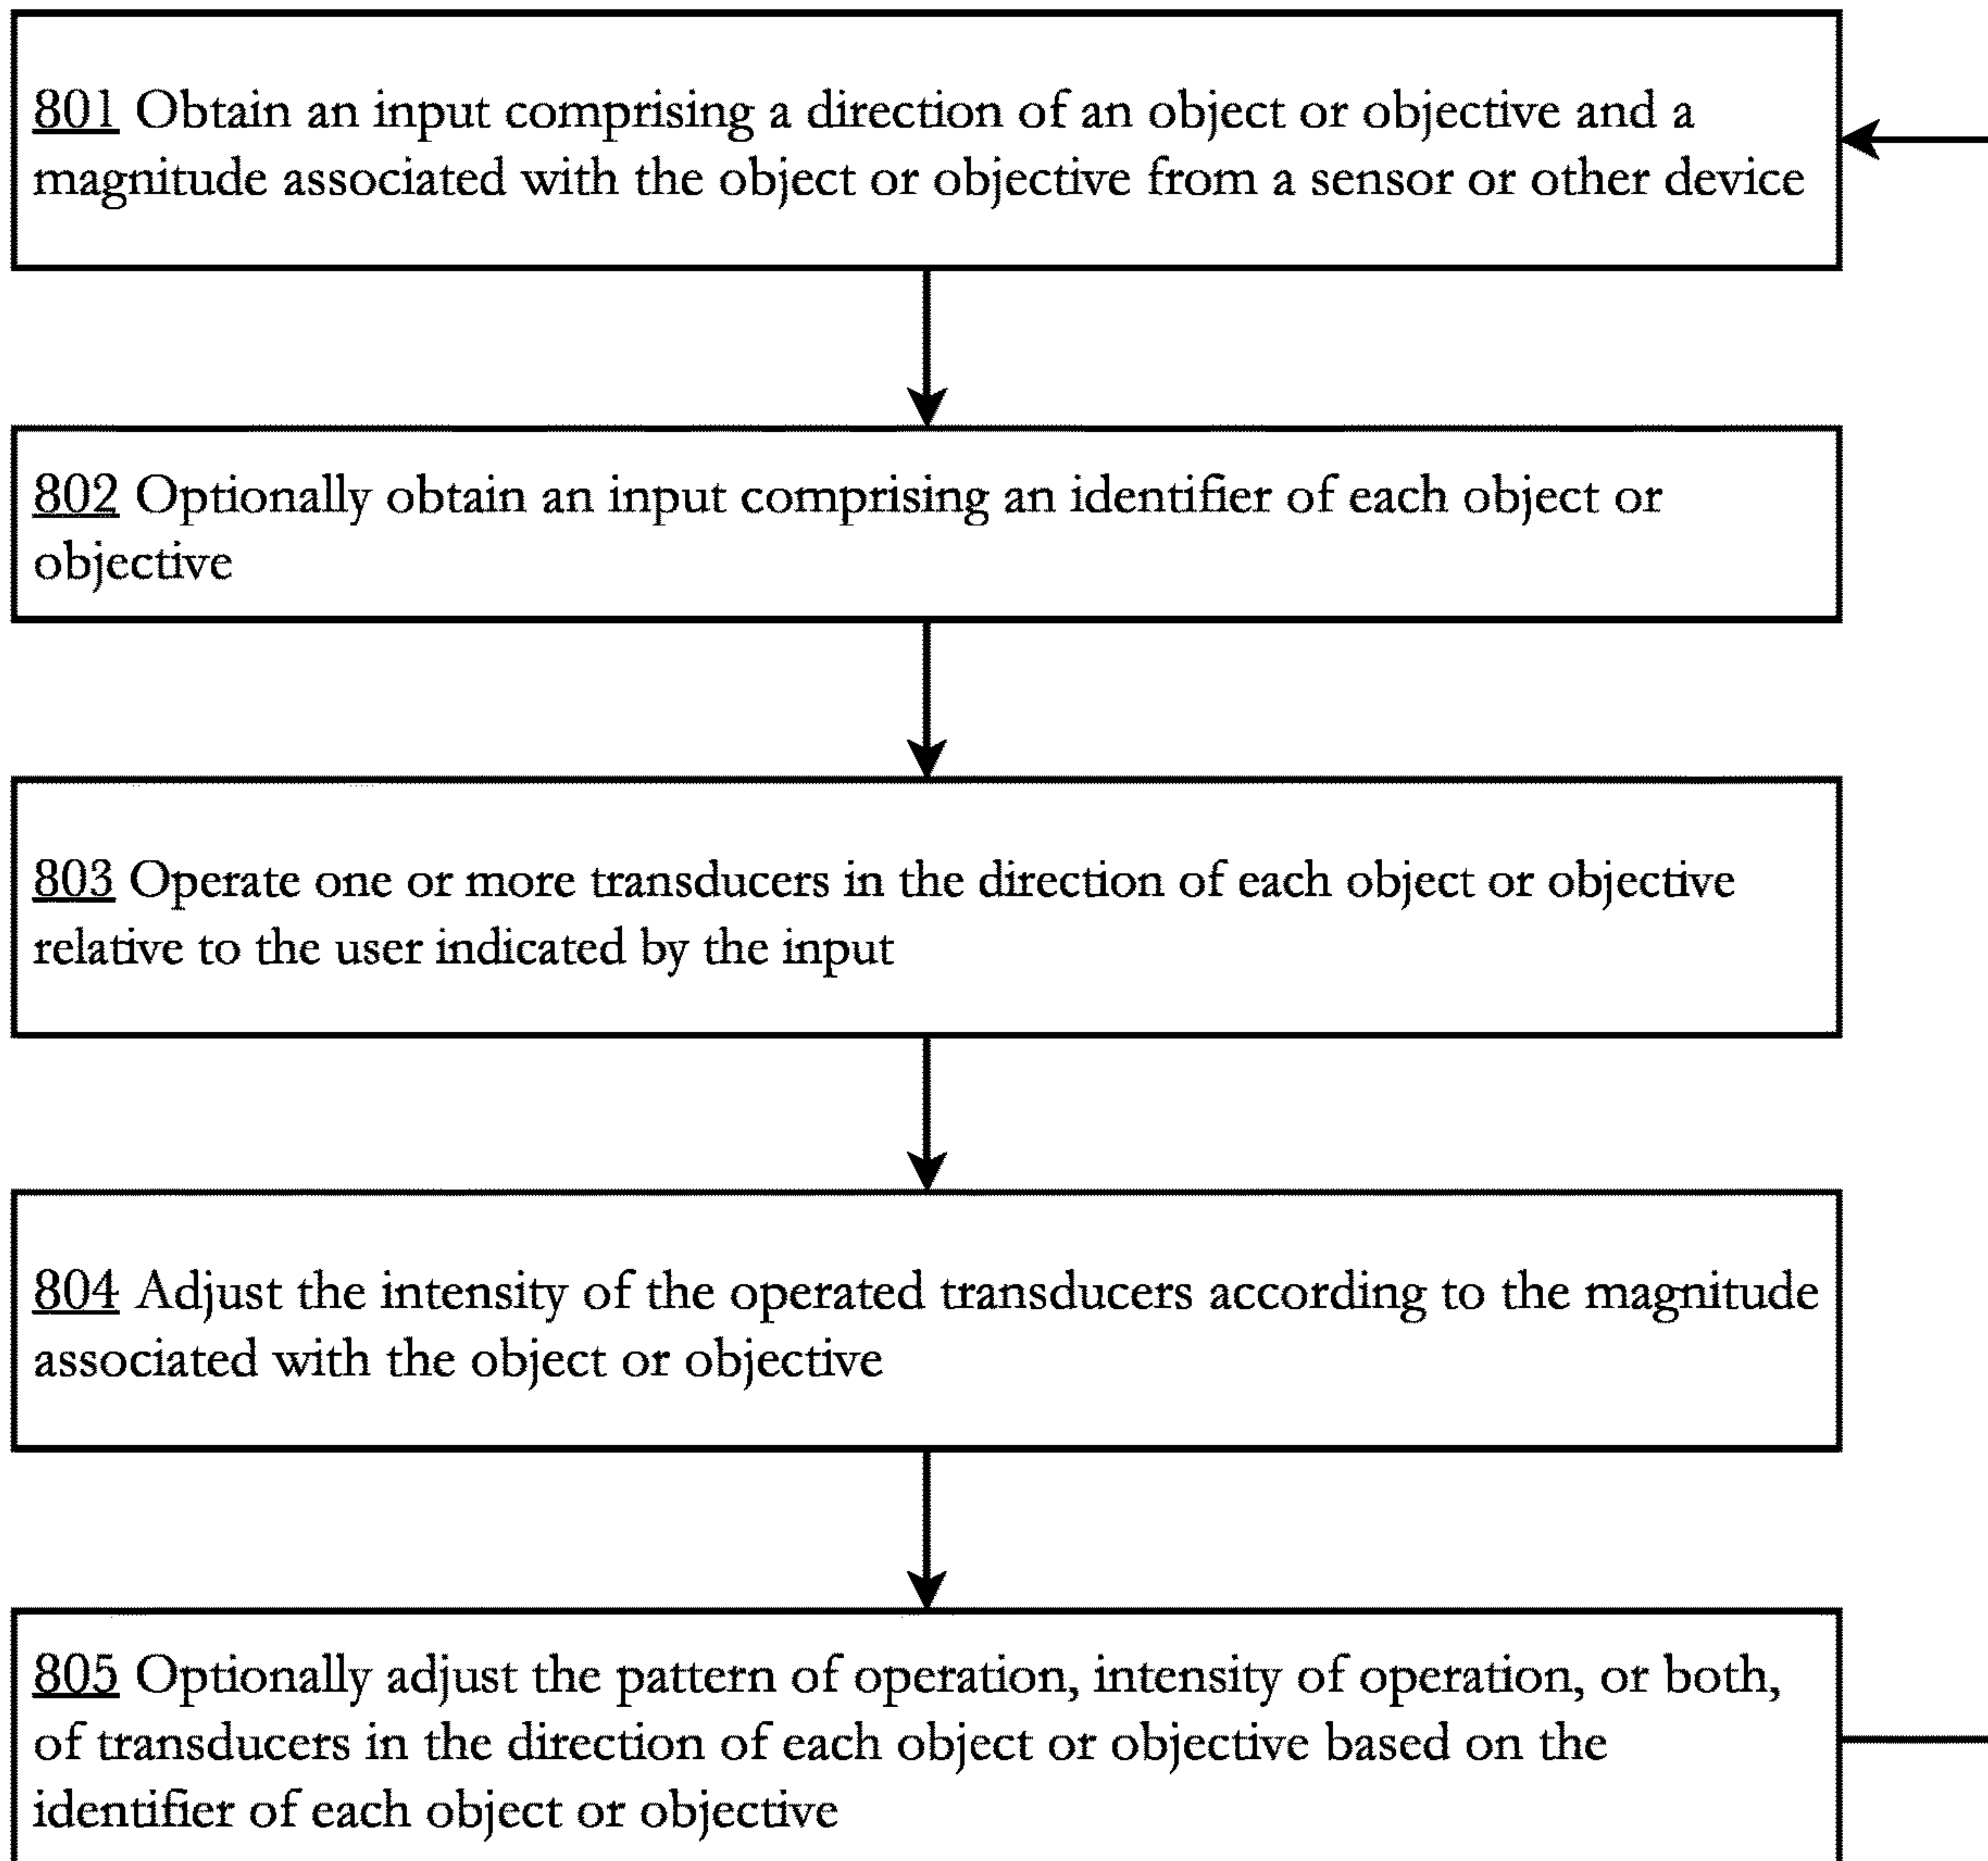 801 Obtain an input comprising a direction of an object or objective and a
magnitude associated with the object or objective from a sensor or other device
802 Optionally obtain an input comprising an identifier of each object or
objective
803 Operate one or more transducers in the direction of each object or objective
relative to the user indicated by the input
804 Adjust the intensity of the operated transducers according to the magnitude
associated with the object or objective
805 Optionally adjust the pattern of operation, intensity of operation, or both,
of transducers in the direction of each object or objective based on the
identifier of each object or objective